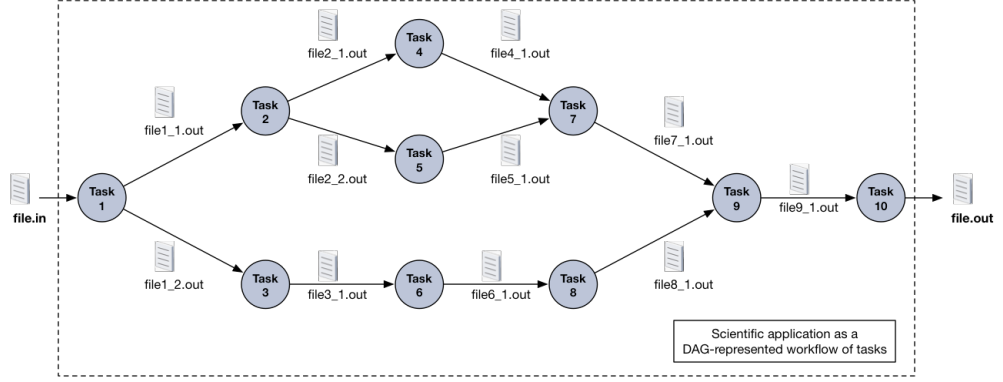 file2_1.out
Task
4
file4_1.out
file1_1.out
Task
2
Task
7
file7_1.out
file2_2.out
Task
5
file5_1.out
file.in
Task
1
Task
9
file9_1.out
Task
10
file.out
file1_2.out
Task
3
file3_1.out
Task
6
file6_1.out
Task
8
file8_1.out
Scientific application as a
DAG-represented workflow of tasks